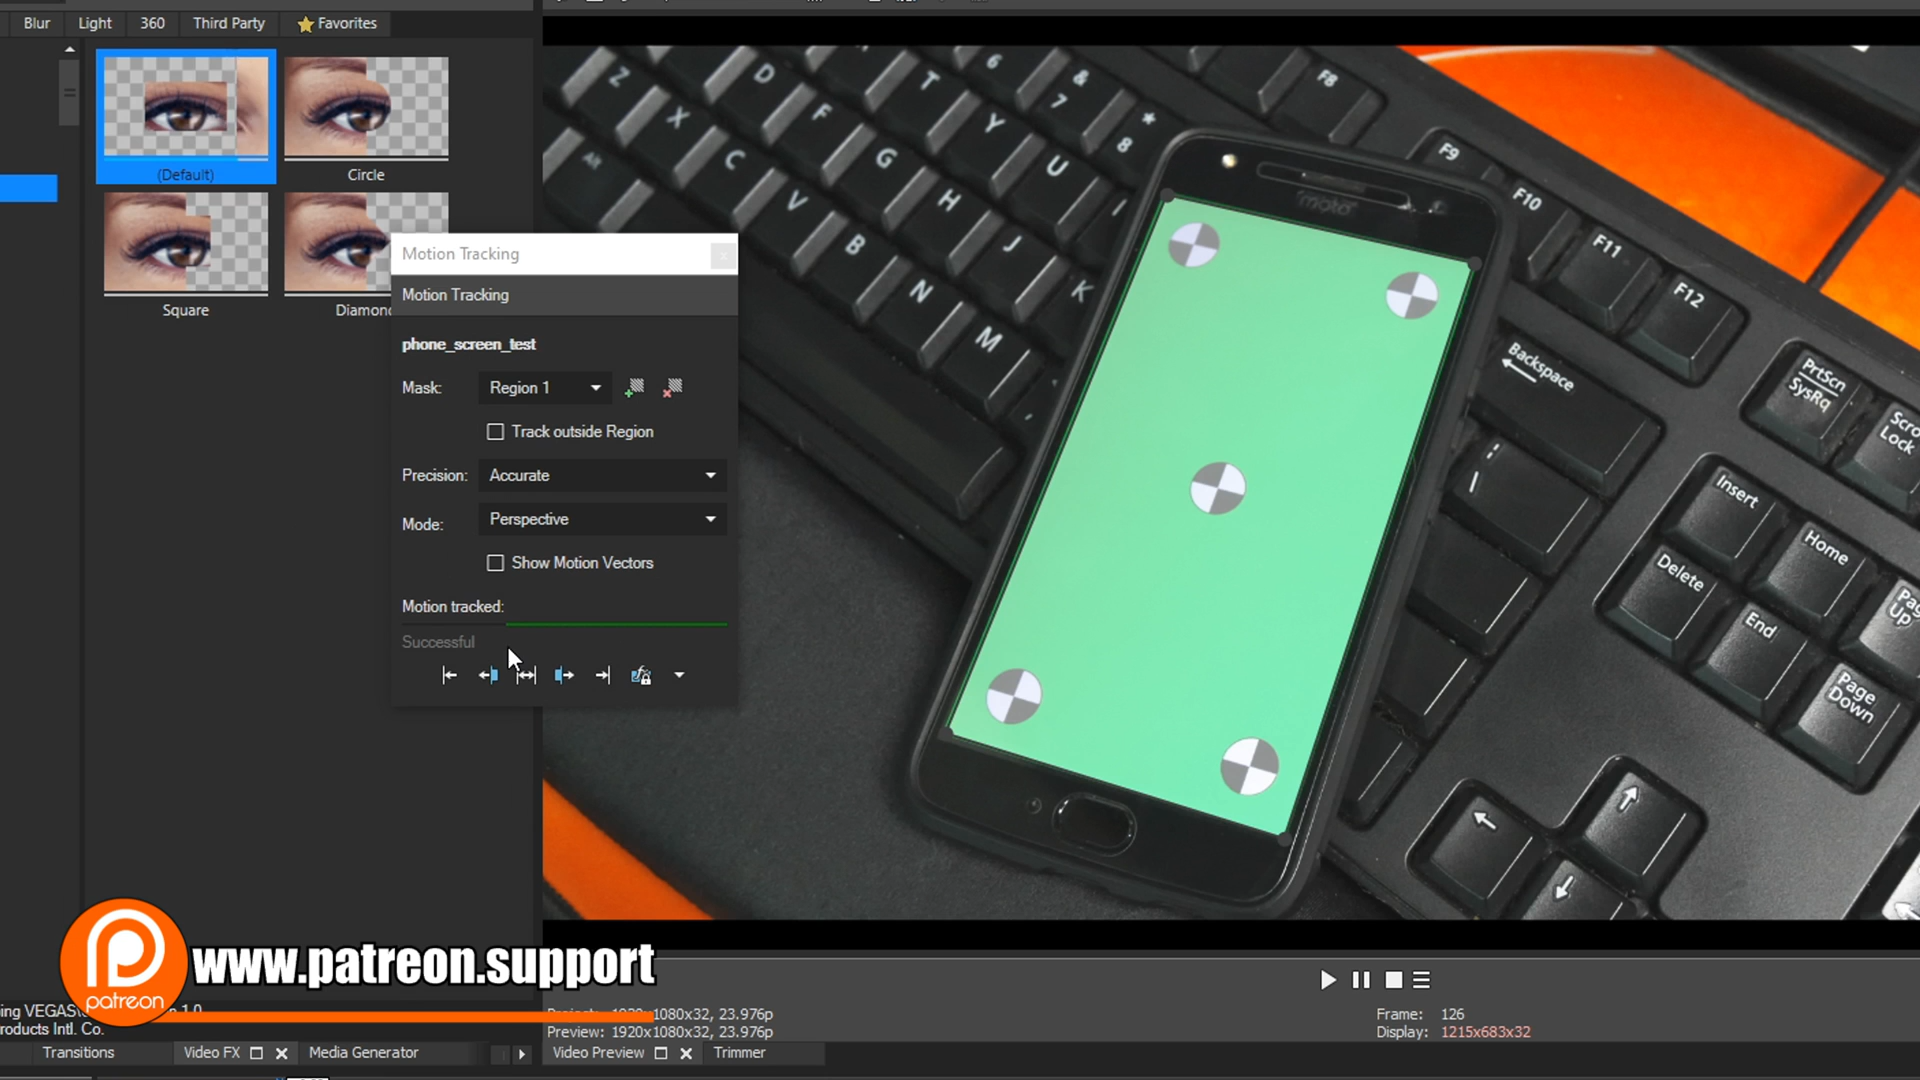 Blur Light 360 Third Party Favorites
(Default) Circle
Square
Motion Tracking
Motion Tracking
phone_screen_test
Mask: Region 1
Track outside Region
Precision: Accurate
Mode: Perspective
Show Motion Vectors
Motion tracked:
Successful
Z D T 6 & 7 F8
Alt X F Y * 8 F9
C G U F10
V H F11
B J F12
N K
M
Backspace
PrtScn
SysRq
Lock
Insert Home
Delete End
Page
Down
moto
patreon
www.patreon.support
1080x32, 23.976p
Preview: 1920x1080x32, 23.976p
Frame: 126
Display: 1215x683x32
Transitions Video FX Media Generator
Video Preview Trimmer